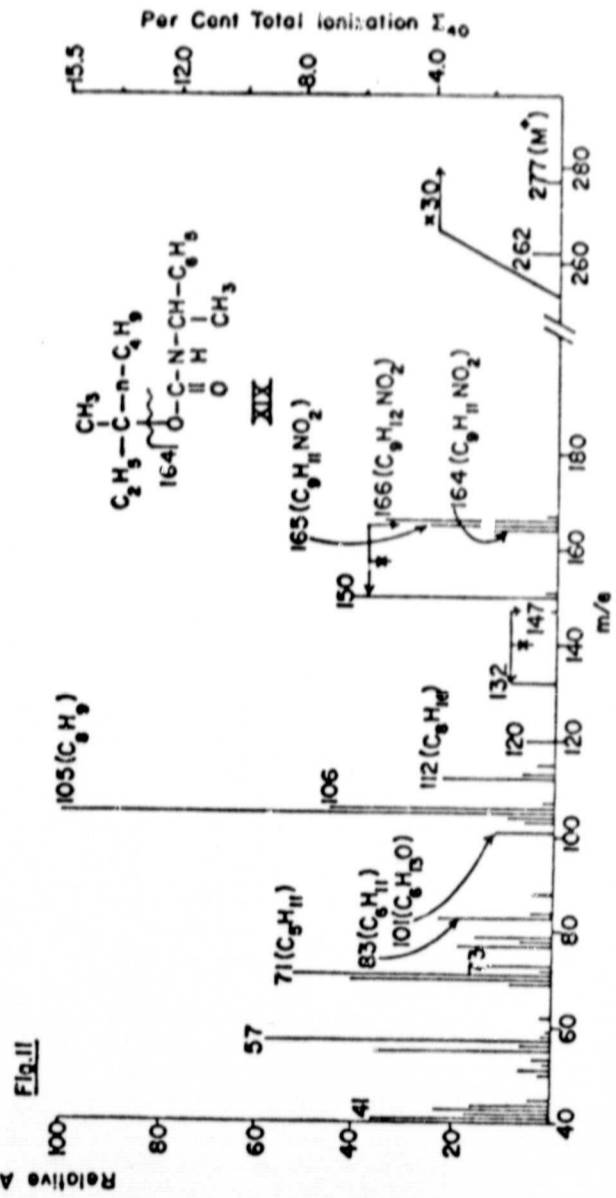 Fig.11
Per Cent Total Ionization Σ40
15.5
12.0
8.0
4.0
Relative A
100
80
60
40
20
CH3
C2H5-C-n-C4H9
164
O-C-N-CH-C6H5
O H CH3
XIX
41
57
71(C5H11)
73
83(C6H11)
101(C6H13O)
105(C8H9)
106
112(C8H16)
120
132
147
150
165(C9H11NO2)
166(C9H12NO2)
164(C9H11NO2)
×30
262
277(M+)
40 60 80 100 120 140 160 180 260 280
m/e